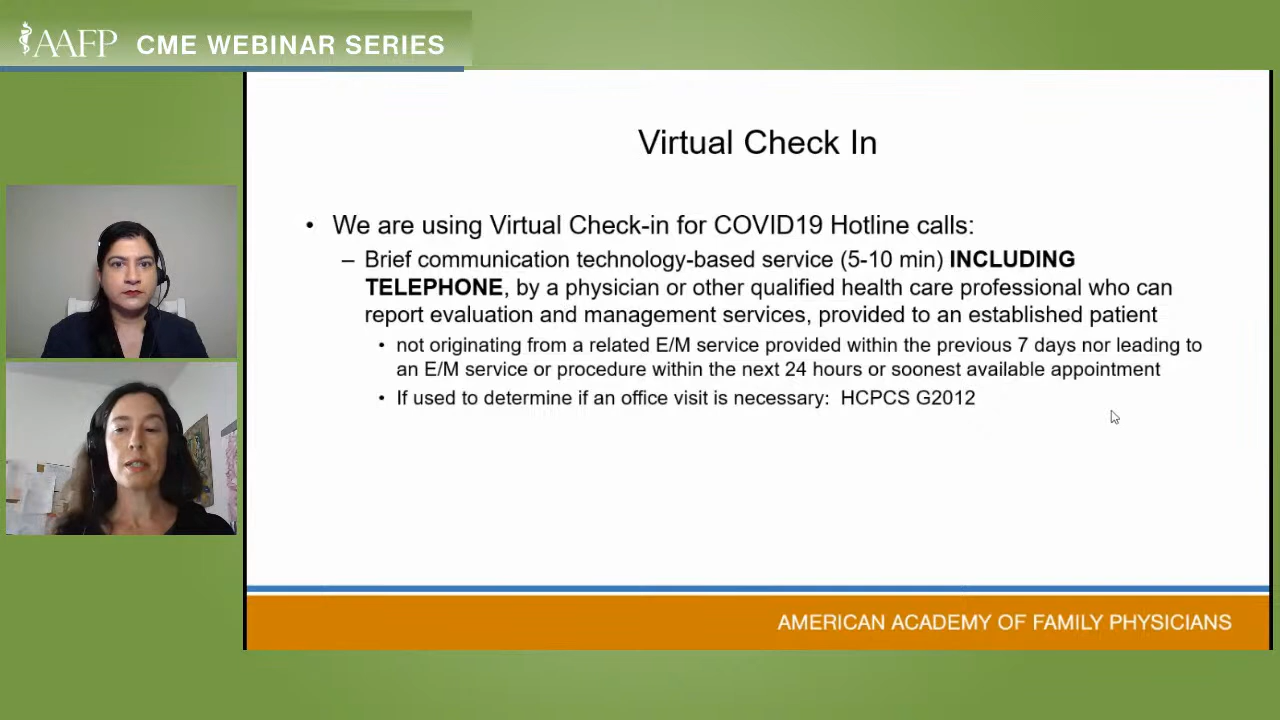 AAFP CME WEBINAR SERIES
Virtual Check In
• We are using Virtual Check-in for COVID19 Hotline calls:
– Brief communication technology-based service (5-10 min) INCLUDING
TELEPHONE, by a physician or other qualified health care professional who can
report evaluation and management services, provided to an established patient
• not originating from a related E/M service provided within the previous 7 days nor leading to
an E/M service or procedure within the next 24 hours or soonest available appointment
• If used to determine if an office visit is necessary: HCPCS G2012
AMERICAN ACADEMY OF FAMILY PHYSICIANS